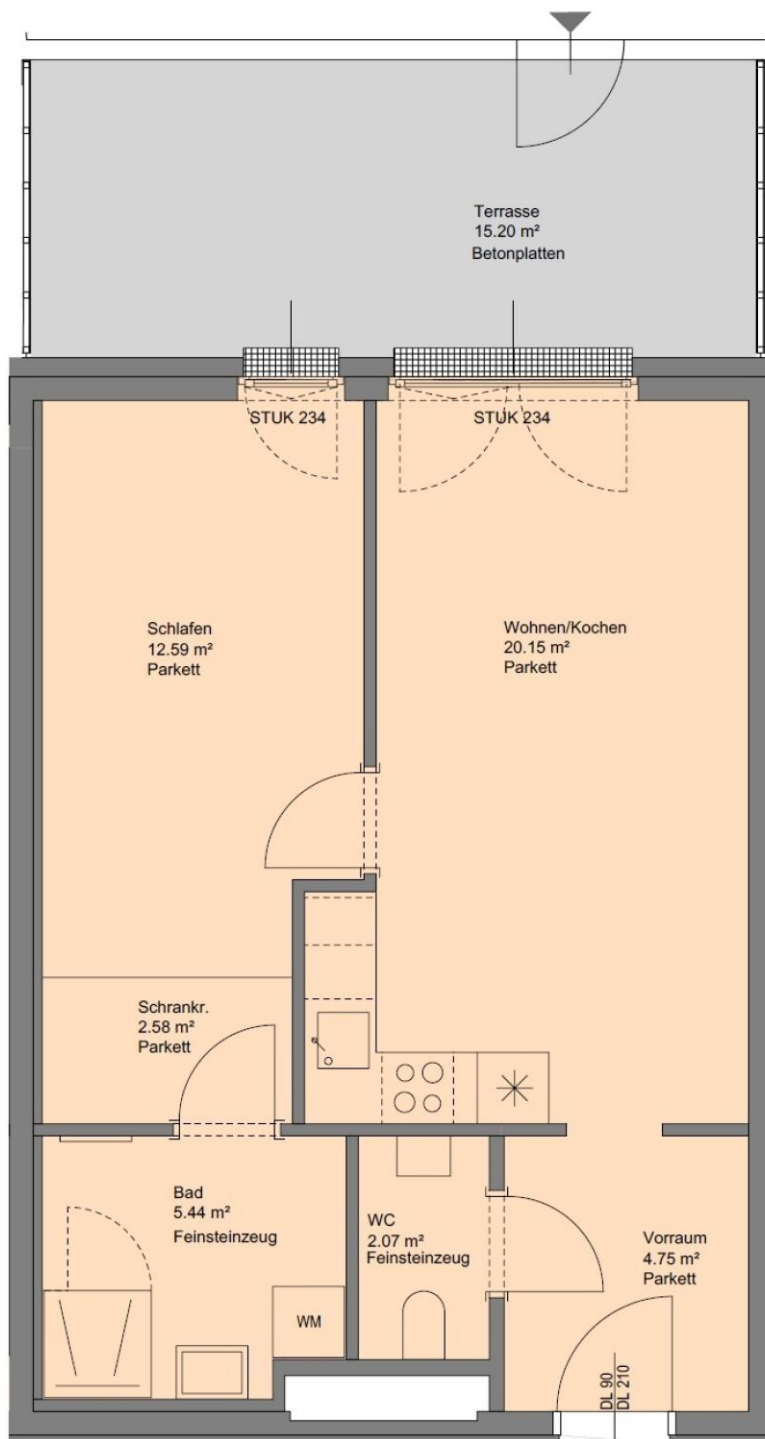 Terrasse
15.20 m²
Betonplatten
STUK 234
STUK 234
Schlafen
12.59 m²
Parkett
Wohnen/Kochen
20.15 m²
Parkett
Schrankr.
2.58 m²
Parkett
Bad
5.44 m²
Feinsteinzeug
WC
2.07 m²
Feinsteinzeug
Vorraum
4.75 m²
Parkett
WM
DL 90
DL 210